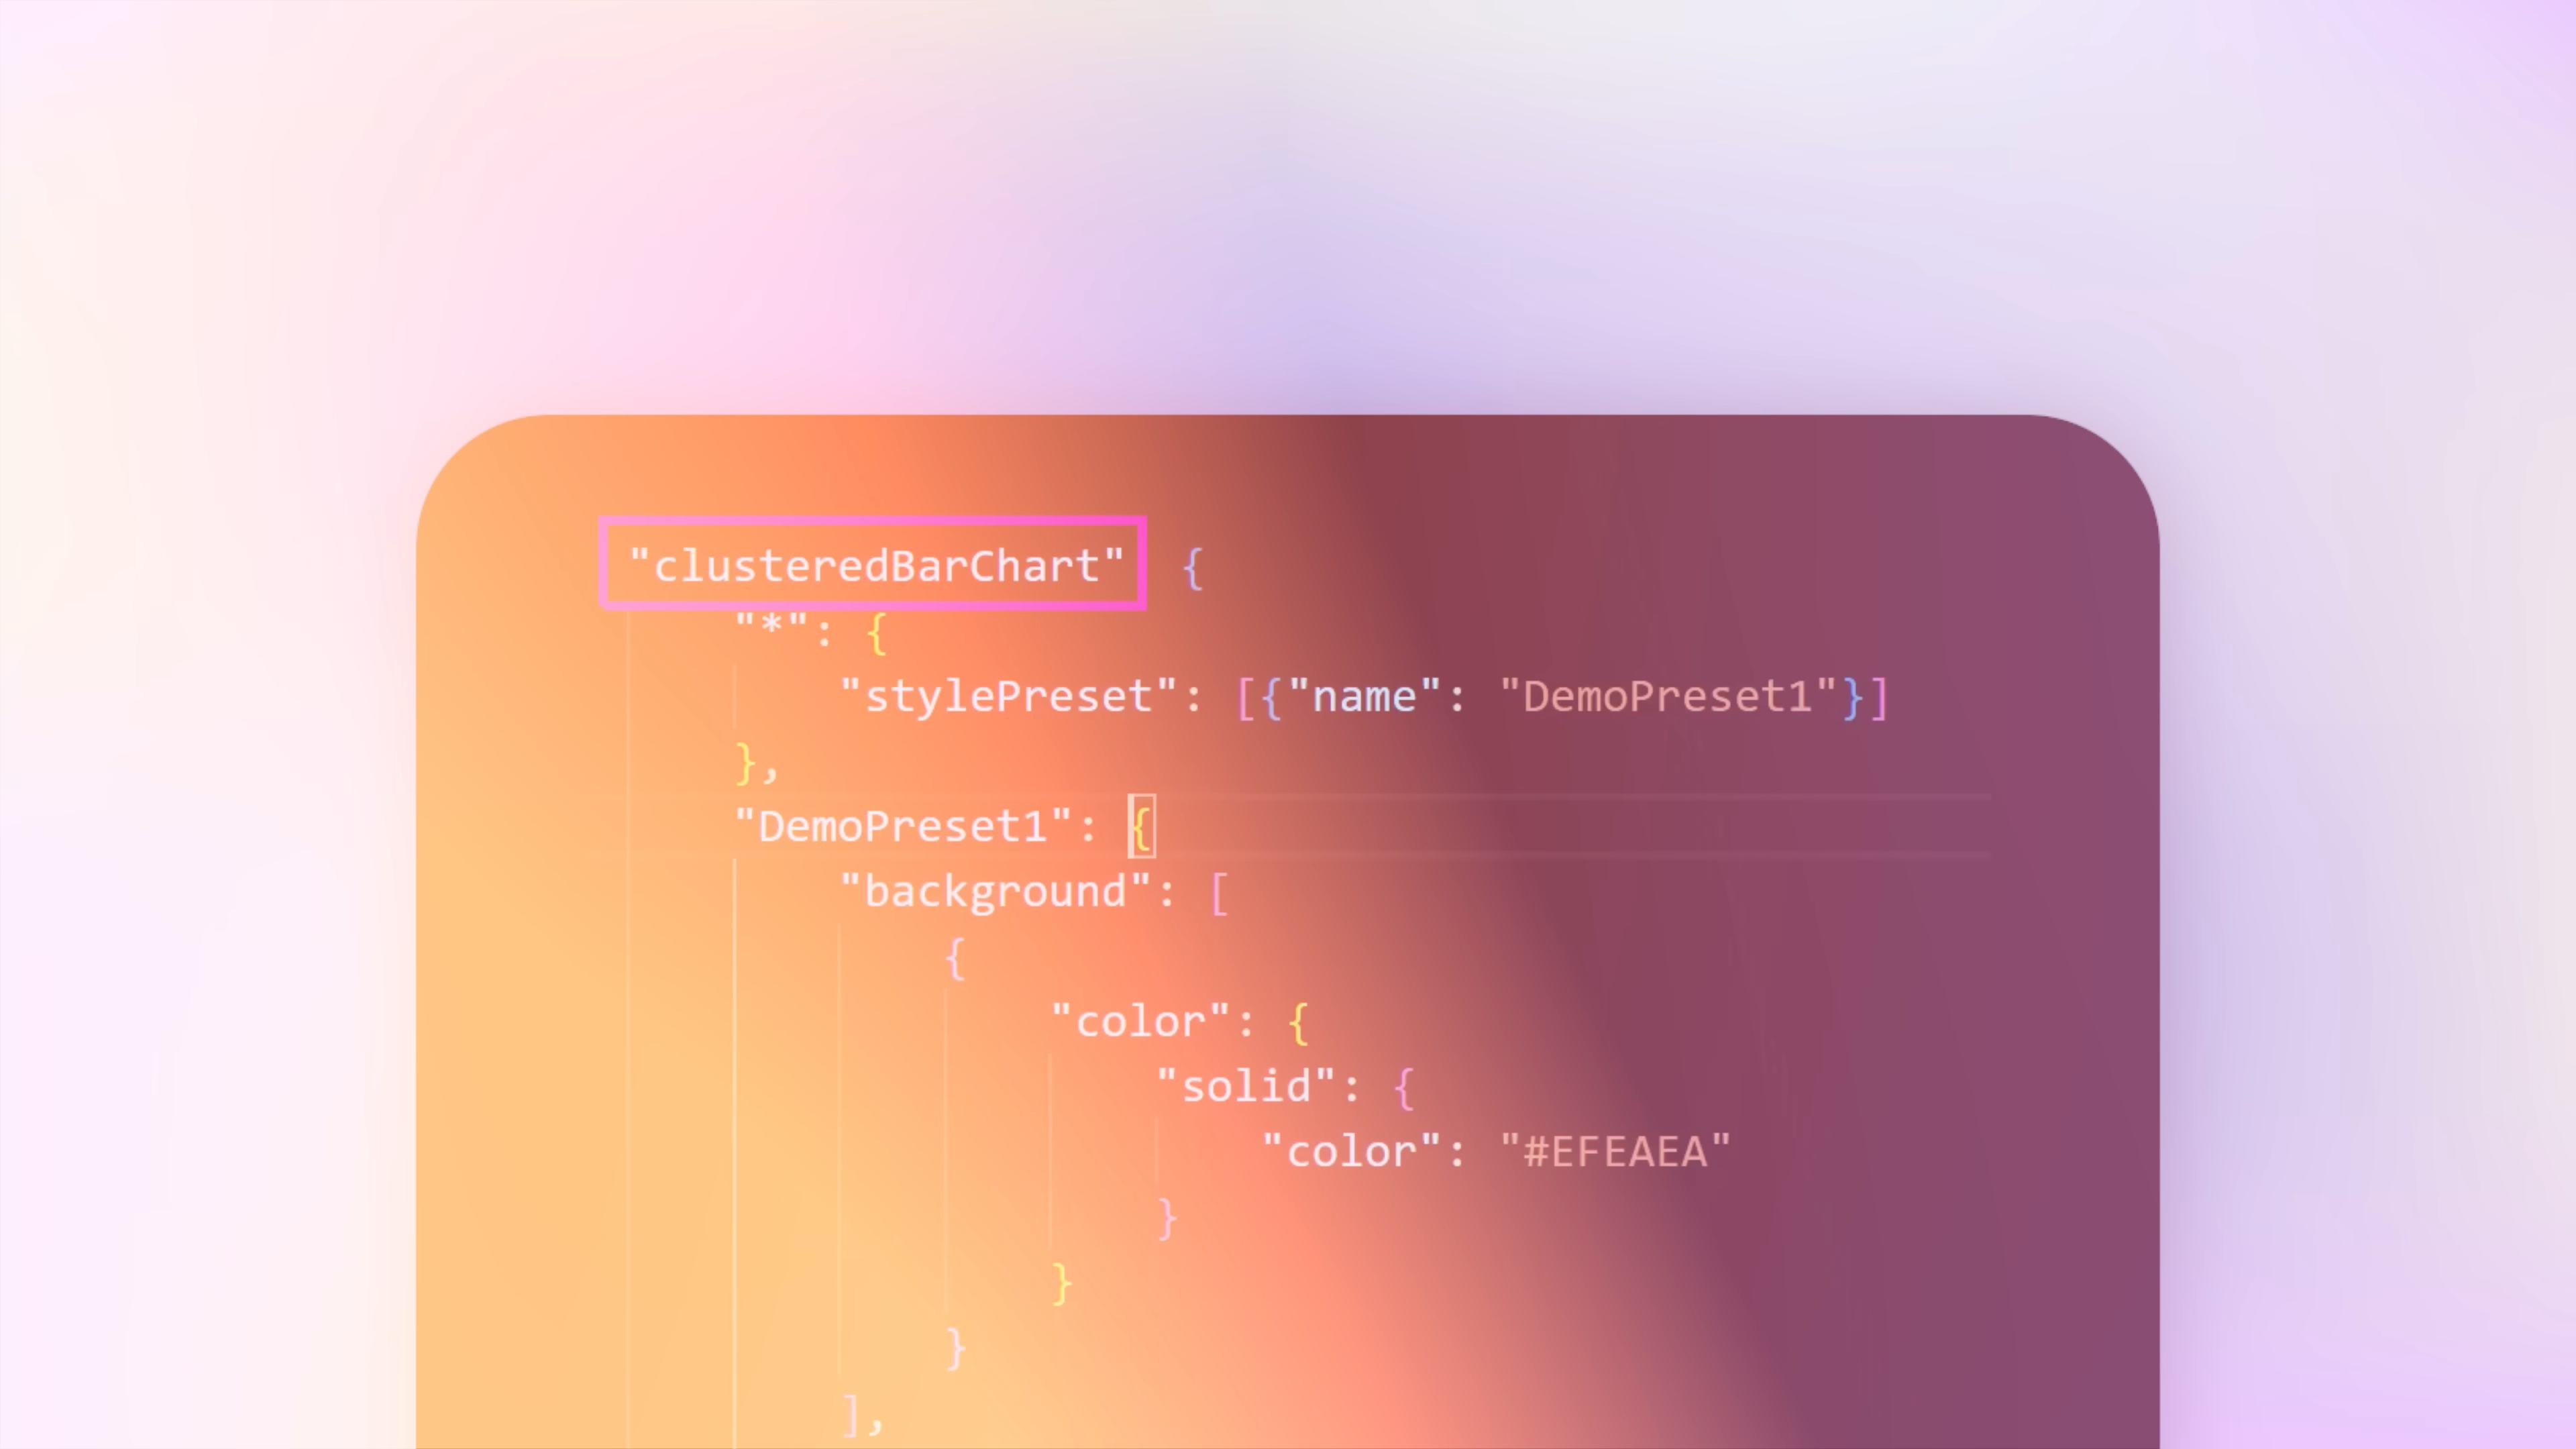 "clusteredBarChart" {
"*": {
"stylePreset": [{"name": "DemoPreset1"}]
},
"DemoPreset1": {
"background": [
{
"color": {
"solid": {
"color": "#EFEAEA"
}
}
}
],